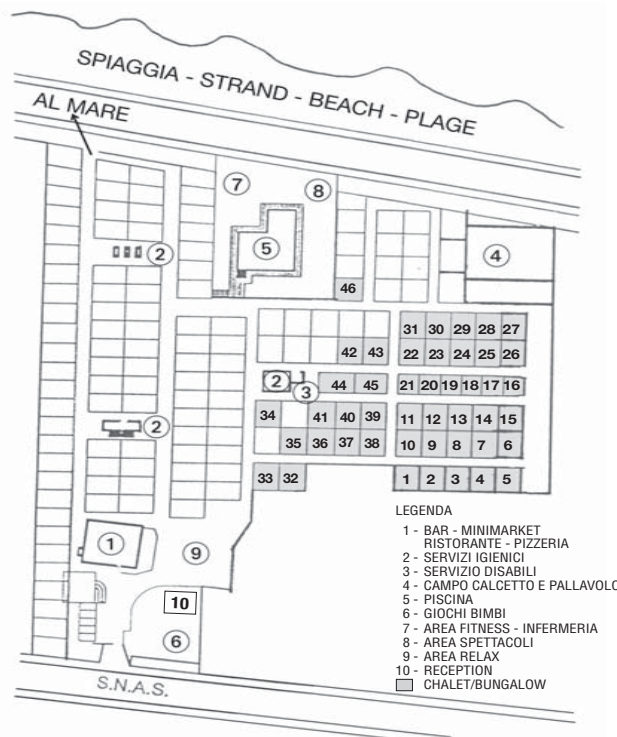 SPIAGGIA - STRAND - BEACH - PLAGE
AL MARE
7
8
2
5
4
46
31 30 29 28 27
42 43
22 23 24 25 26
2
3
44 45
21 20 19 18 17 16
34
41 40 39
11 12 13 14 15
2
35 36 37 38
10 9 8 7 6
33 32
1 2 3 4 5
1
9
10
6
S.N.A.S.
LEGENDA
1 - BAR - MINIMARKET
RISTORANTE - PIZZERIA
2 - SERVIZI IGIENICI
3 - SERVIZIO DISABILI
4 - CAMPO CALCETTO E PALLAVOLO
5 - PISCINA
6 - GIOCHI BIMBI
7 - AREA FITNESS - INFERMERIA
8 - AREA SPETTACOLI
9 - AREA RELAX
10 - RECEPTION
CHALET/BUNGALOW